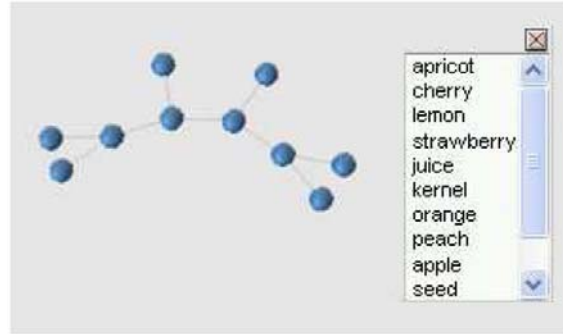 apricot
cherry
lemon
strawberry
juice
kernel
orange
peach
apple
seed